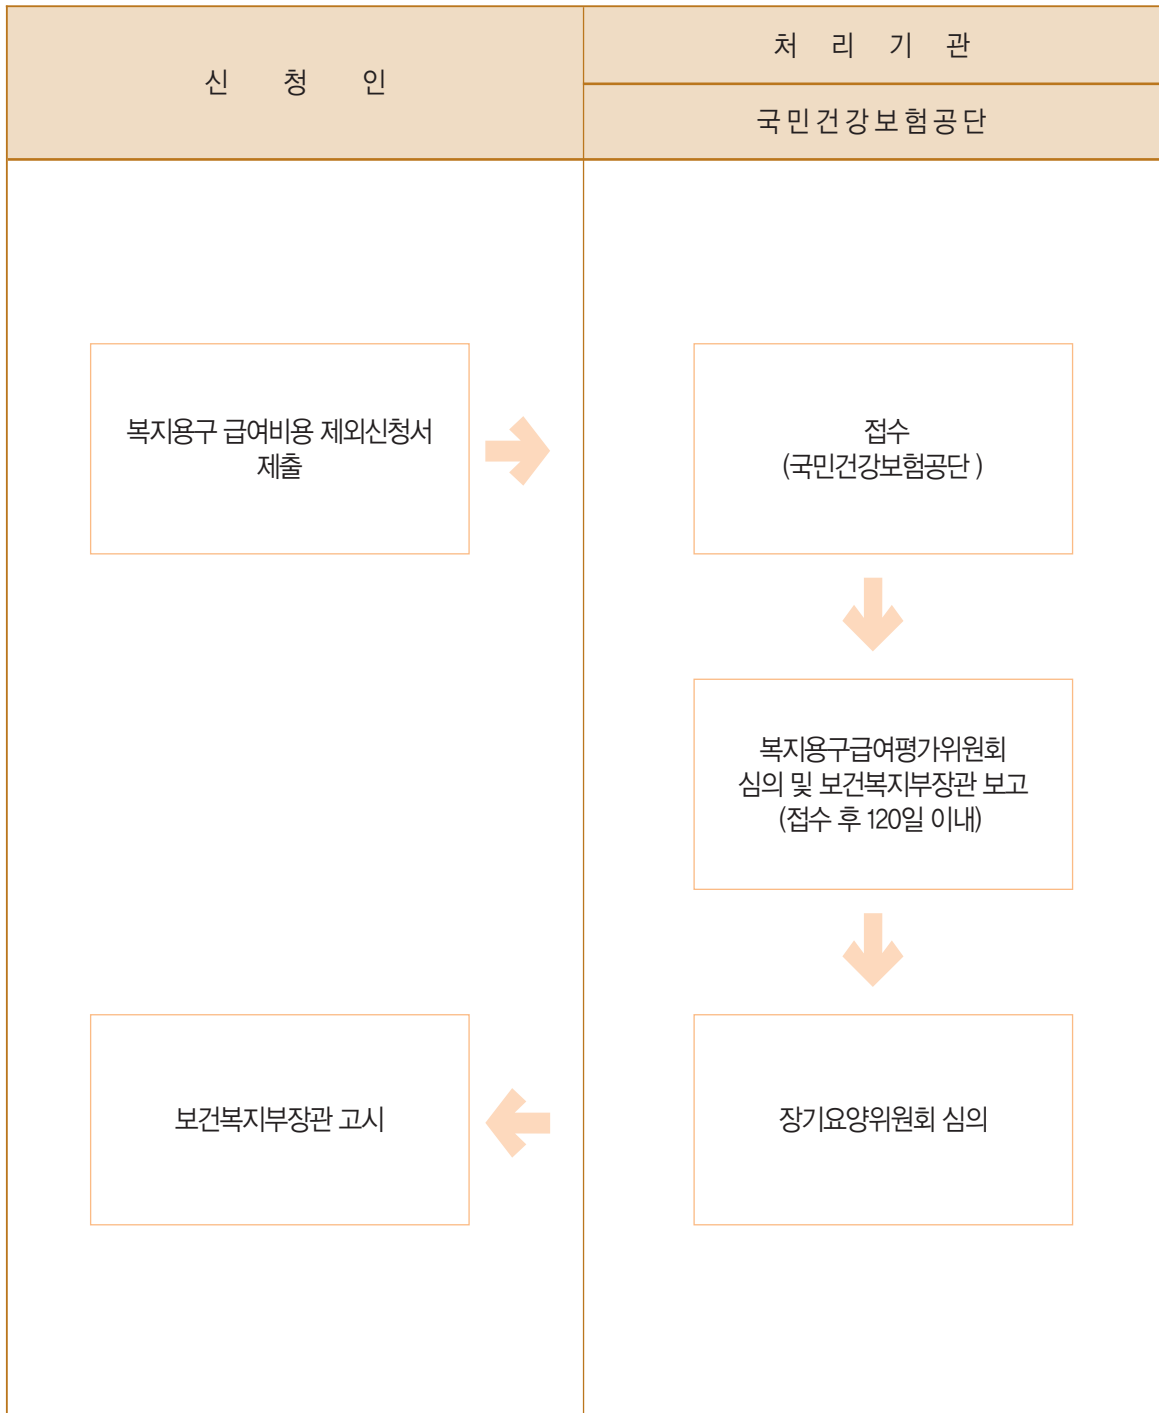 신 청 인
처 리 기 관
국민건강보험공단
복지용구 급여비용 제외신청서
제출
접수
(국민건강보험공단 )
복지용구급여평가위원회
심의 및 보건복지부장관 보고
(접수 후 120일 이내)
장기요양위원회 심의
보건복지부장관 고시